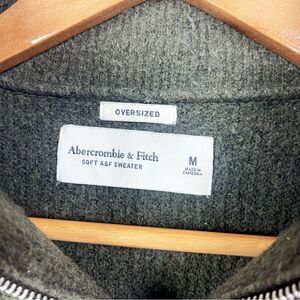 OVERSIZED
Abercrombie & Fitch
SOFT A&F SWEATER
M
MADE IN
CAMBODIA